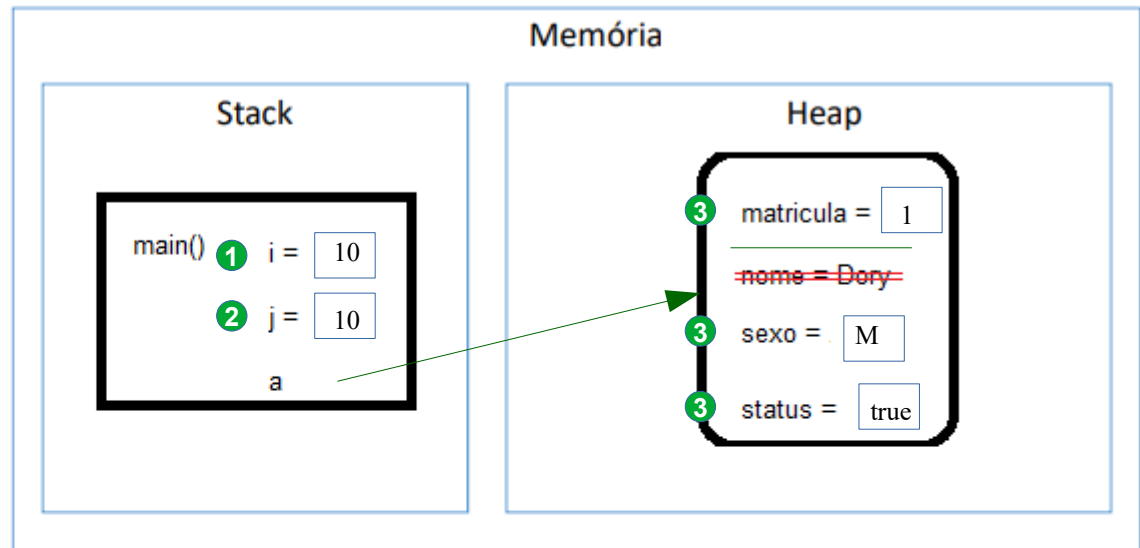 Memória
Stack
main() 1 i = 10
2 j = 10
a
Heap
3 matricula = 1
nome = Dory
3 sexo = M
3 status = true